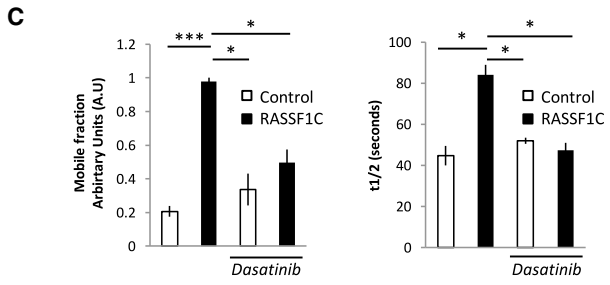 C
Mobile fraction
Arbirtary Units (A.U)
1.2
1
0.8
0.6
0.4
0.2
0
***
*
*
Control
RASSF1C
Dasatinib
t1/2 (seconds)
100
80
60
40
20
0
*
*
*
Control
RASSF1C
Dasatinib